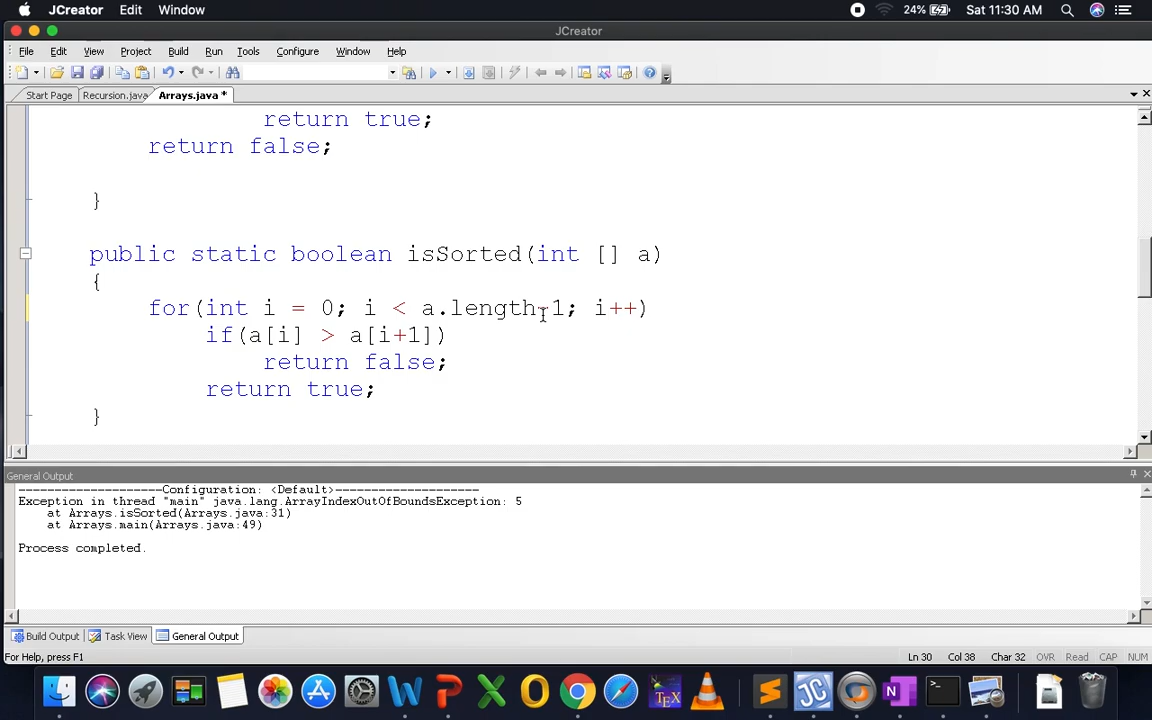 JCreator Edit Window 24% Sat 11:30 AM
JCreator
File Edit View Project Build Run Tools Configure Window Help
Start Page Recursion.java Arrays.java *
return true;
return false;
}
public static boolean isSorted(int [] a)
{
for(int i = 0; i < a.length-1; i++)
if(a[i] > a[i+1])
return false;
return true;
}
General Output
--------------------Configuration: <Default>--------------------
Exception in thread "main" java.lang.ArrayIndexOutOfBoundsException: 5
at Arrays.isSorted(Arrays.java:31)
at Arrays.main(Arrays.java:49)
Process completed.
Build Output Task View General Output
For Help, press F1 Ln 30 Col 38 Char 32 OVR Read CAP NUM
W P X O TEX JC N